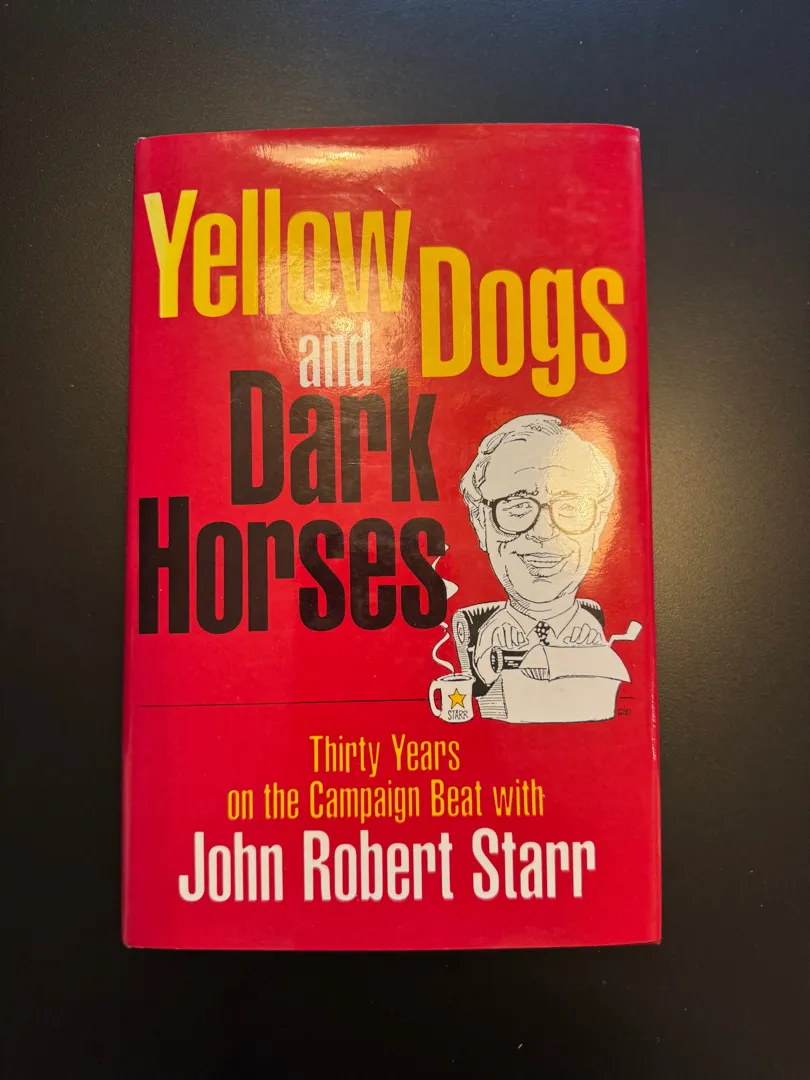 Yellow Dogs
and
Dark
Horses
STARR
Thirty Years
on the Campaign Beat with
John Robert Starr